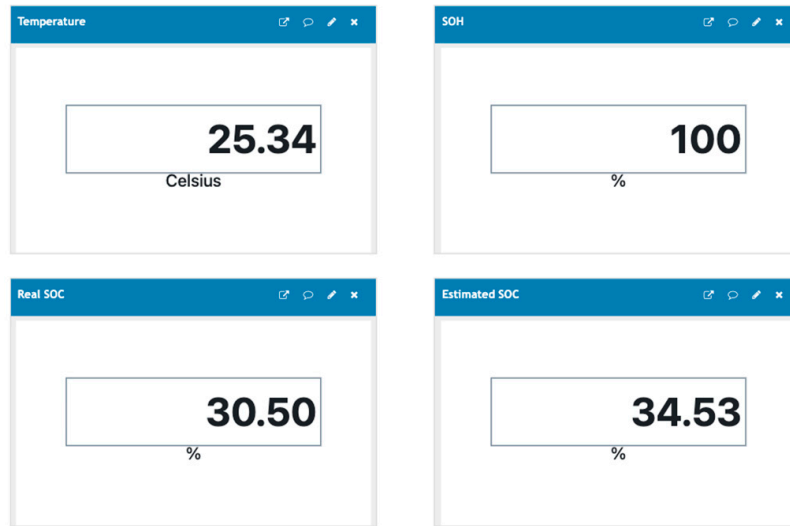 Temperature
25.34
Celsius
SOH
100
%
Real SOC
30.50
%
Estimated SOC
34.53
%